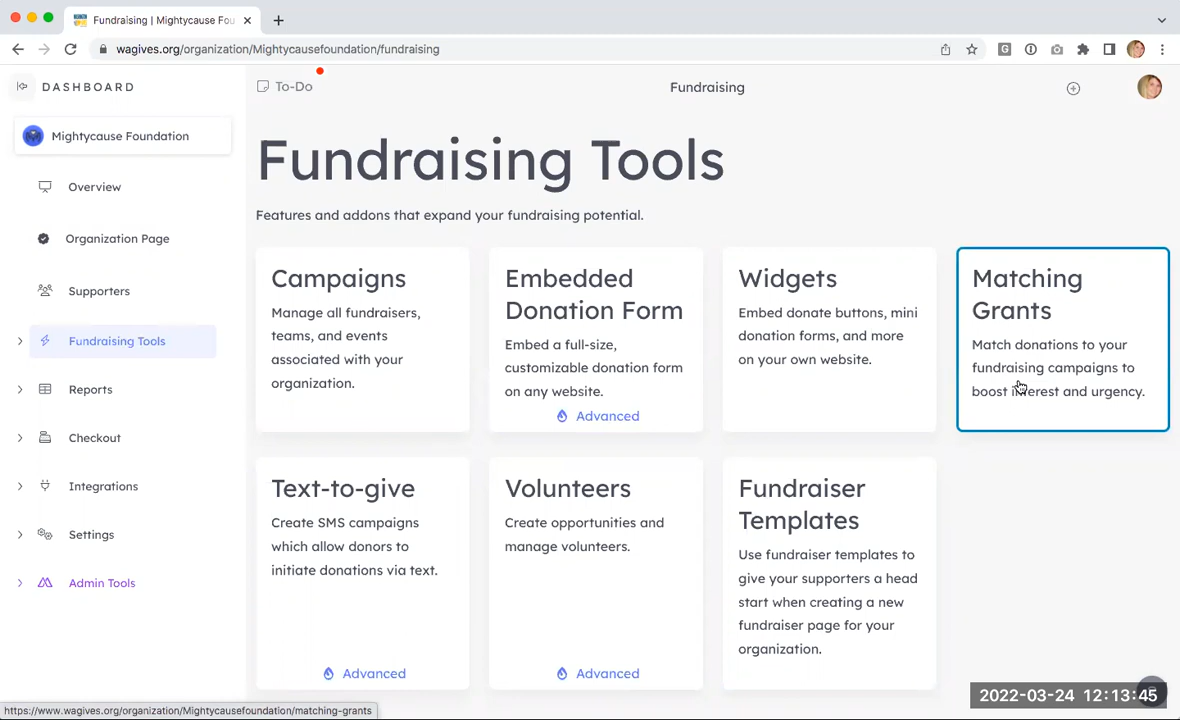 Fundraising | Mightycause Fou
wagives.org/organization/Mightycausefoundation/fundraising
DASHBOARD
To-Do
Fundraising
Mightycause Foundation
Overview
Organization Page
Supporters
Fundraising Tools
Reports
Checkout
Integrations
Settings
Admin Tools
Fundraising Tools
Features and addons that expand your fundraising potential.
Campaigns
Manage all fundraisers,
teams, and events
associated with your
organization.
Embedded
Donation Form
Embed a full-size,
customizable donation form
on any website.
Advanced
Widgets
Embed donate buttons, mini
donation forms, and more
on your own website.
Matching
Grants
Match donations to your
fundraising campaigns to
boost interest and urgency.
Text-to-give
Create SMS campaigns
which allow donors to
initiate donations via text.
Advanced
Volunteers
Create opportunities and
manage volunteers.
Advanced
Fundraiser
Templates
Use fundraiser templates to
give your supporters a head
start when creating a new
fundraiser page for your
organization.
https://www.wagives.org/organization/Mightycausefoundation/matching-grants
2022-03-24 12:13:45